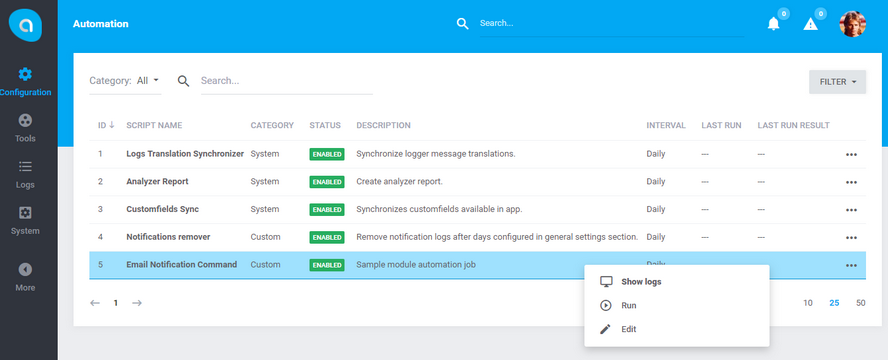 Automation
Search...
0
0
Category: All
Search...
FILTER
Configuration
Tools
Logs
System
More
ID SCRIPT NAME CATEGORY STATUS DESCRIPTION INTERVAL LAST RUN LAST RUN RESULT
1 Logs Translation Synchronizer System ENABLED Synchronize logger message translations. Daily --- ---
2 Analyzer Report System ENABLED Create analyzer report. Daily --- ---
3 Customfields Sync System ENABLED Synchronizes customfields available in app. Daily --- ---
4 Notifications remover Custom ENABLED Remove notification logs after days configured in general settings section. Daily --- ---
5 Email Notification Command Custom ENABLED Sample module automation job Daily
Show logs
Run
Edit
1
10 25 50